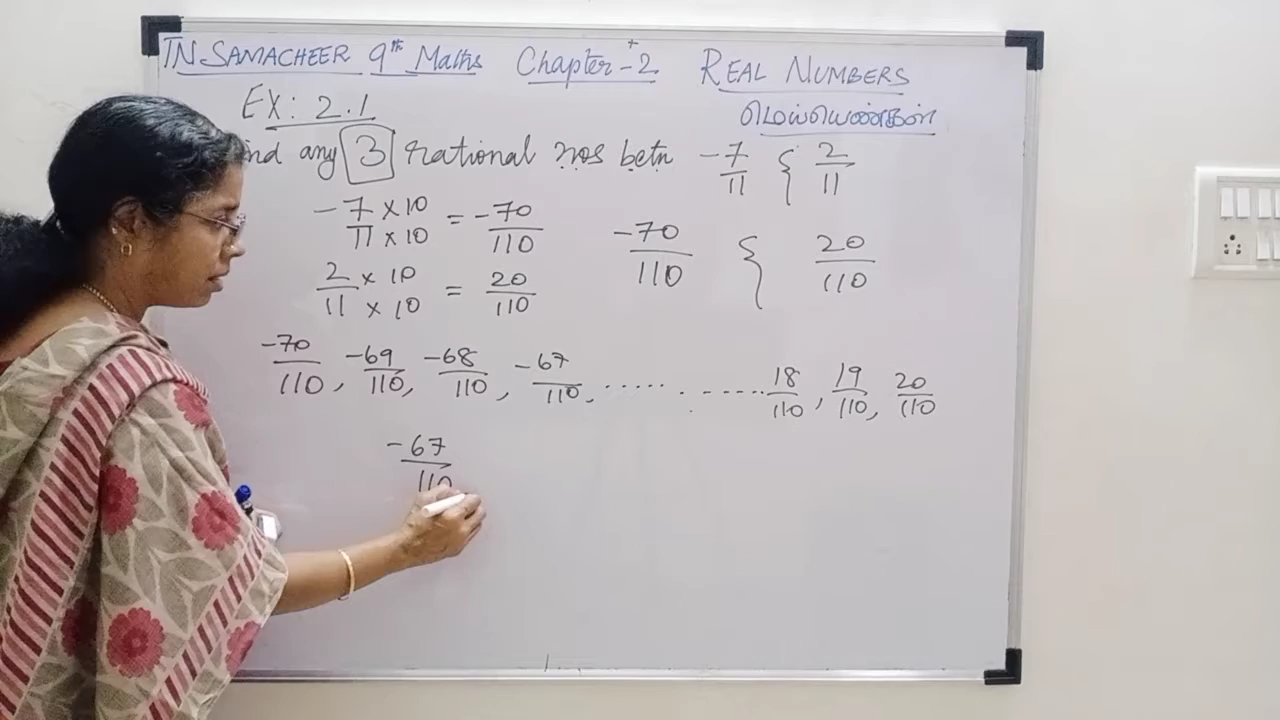 TN SAMACHEER 9th Maths Chapter-2 REAL NUMBERS
மெய்யெண்கள்
EX: 2.1
ind any 3 rational nos betn -7/11 { 2/11
-7/11 × 10/× 10 = -70/110
-70/110 { 20/110
2/11 × 10/× 10 = 20/110
-70/110, -69/110, -68/110, -67/110, ..... . ------ 18/110, 19/110, 20/110
-67/110